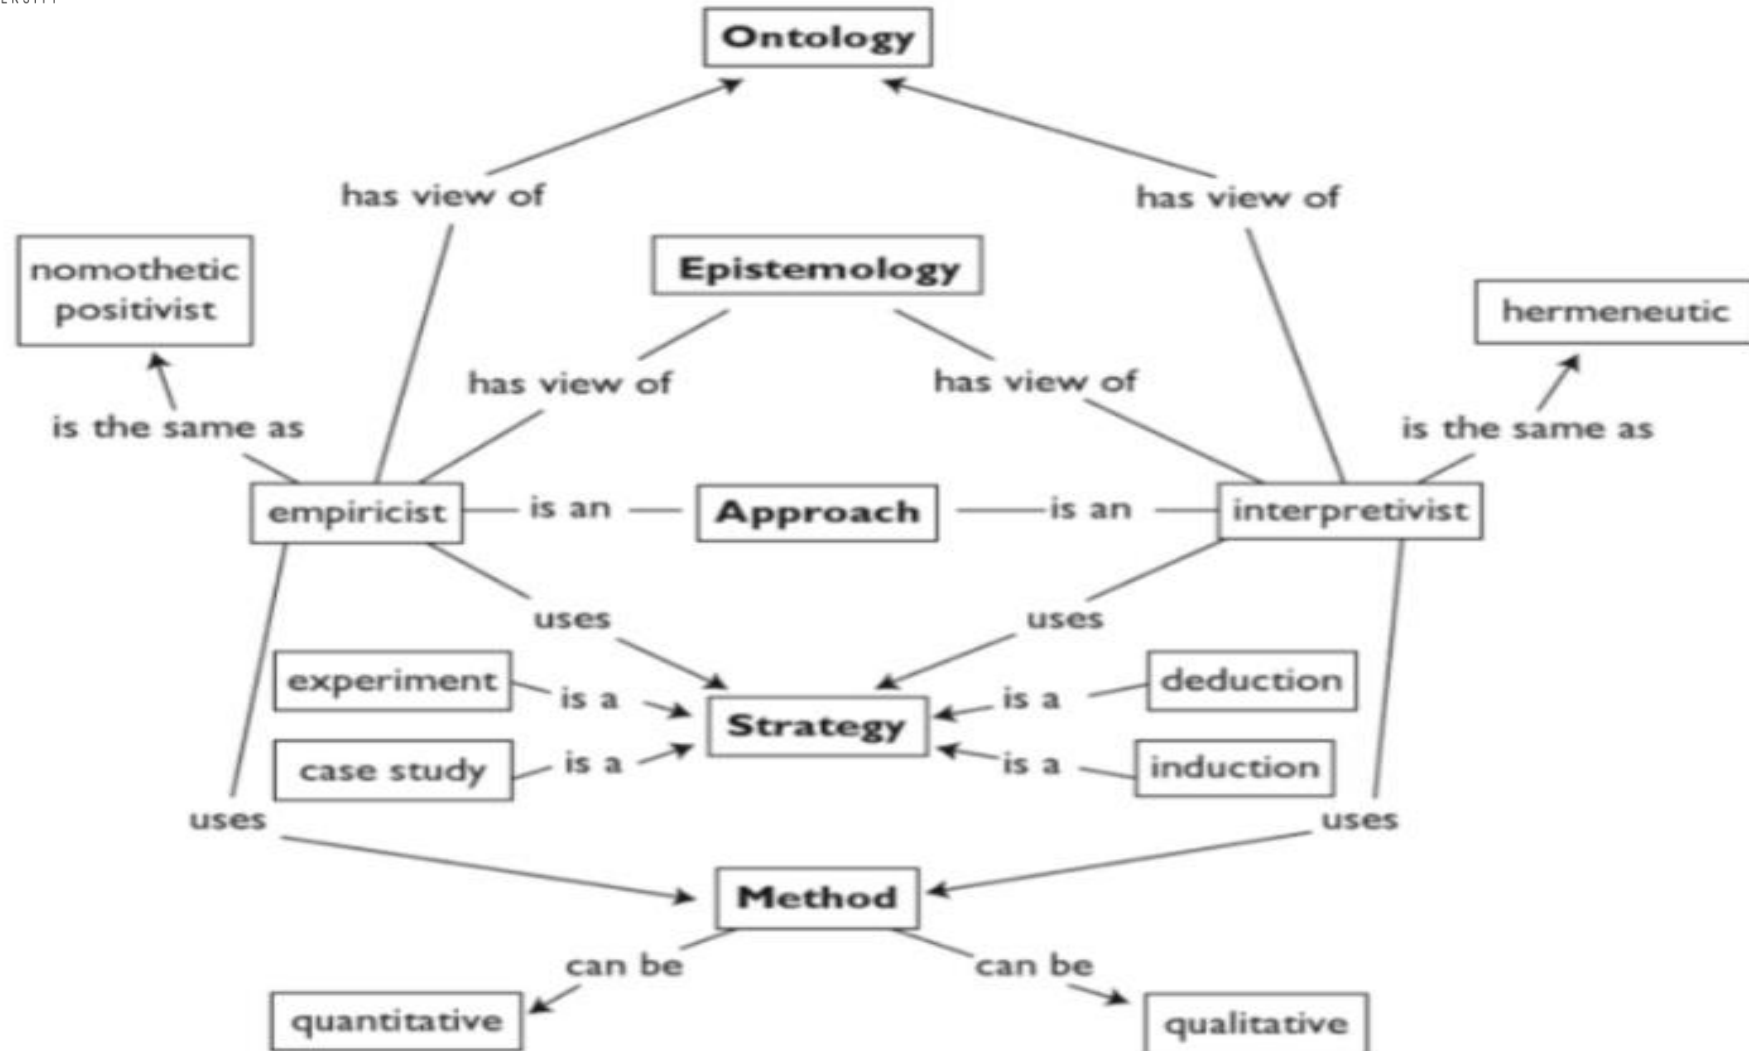 Ontology
has view of
has view of
nomothetic
positivist
Epistemology
hermeneutic
has view of
has view of
is the same as
is the same as
empiricist
is an
Approach
is an
interpretivist
uses
uses
experiment
is a
is a
deduction
Strategy
case study
is a
is a
induction
uses
uses
Method
can be
can be
quantitative
qualitative